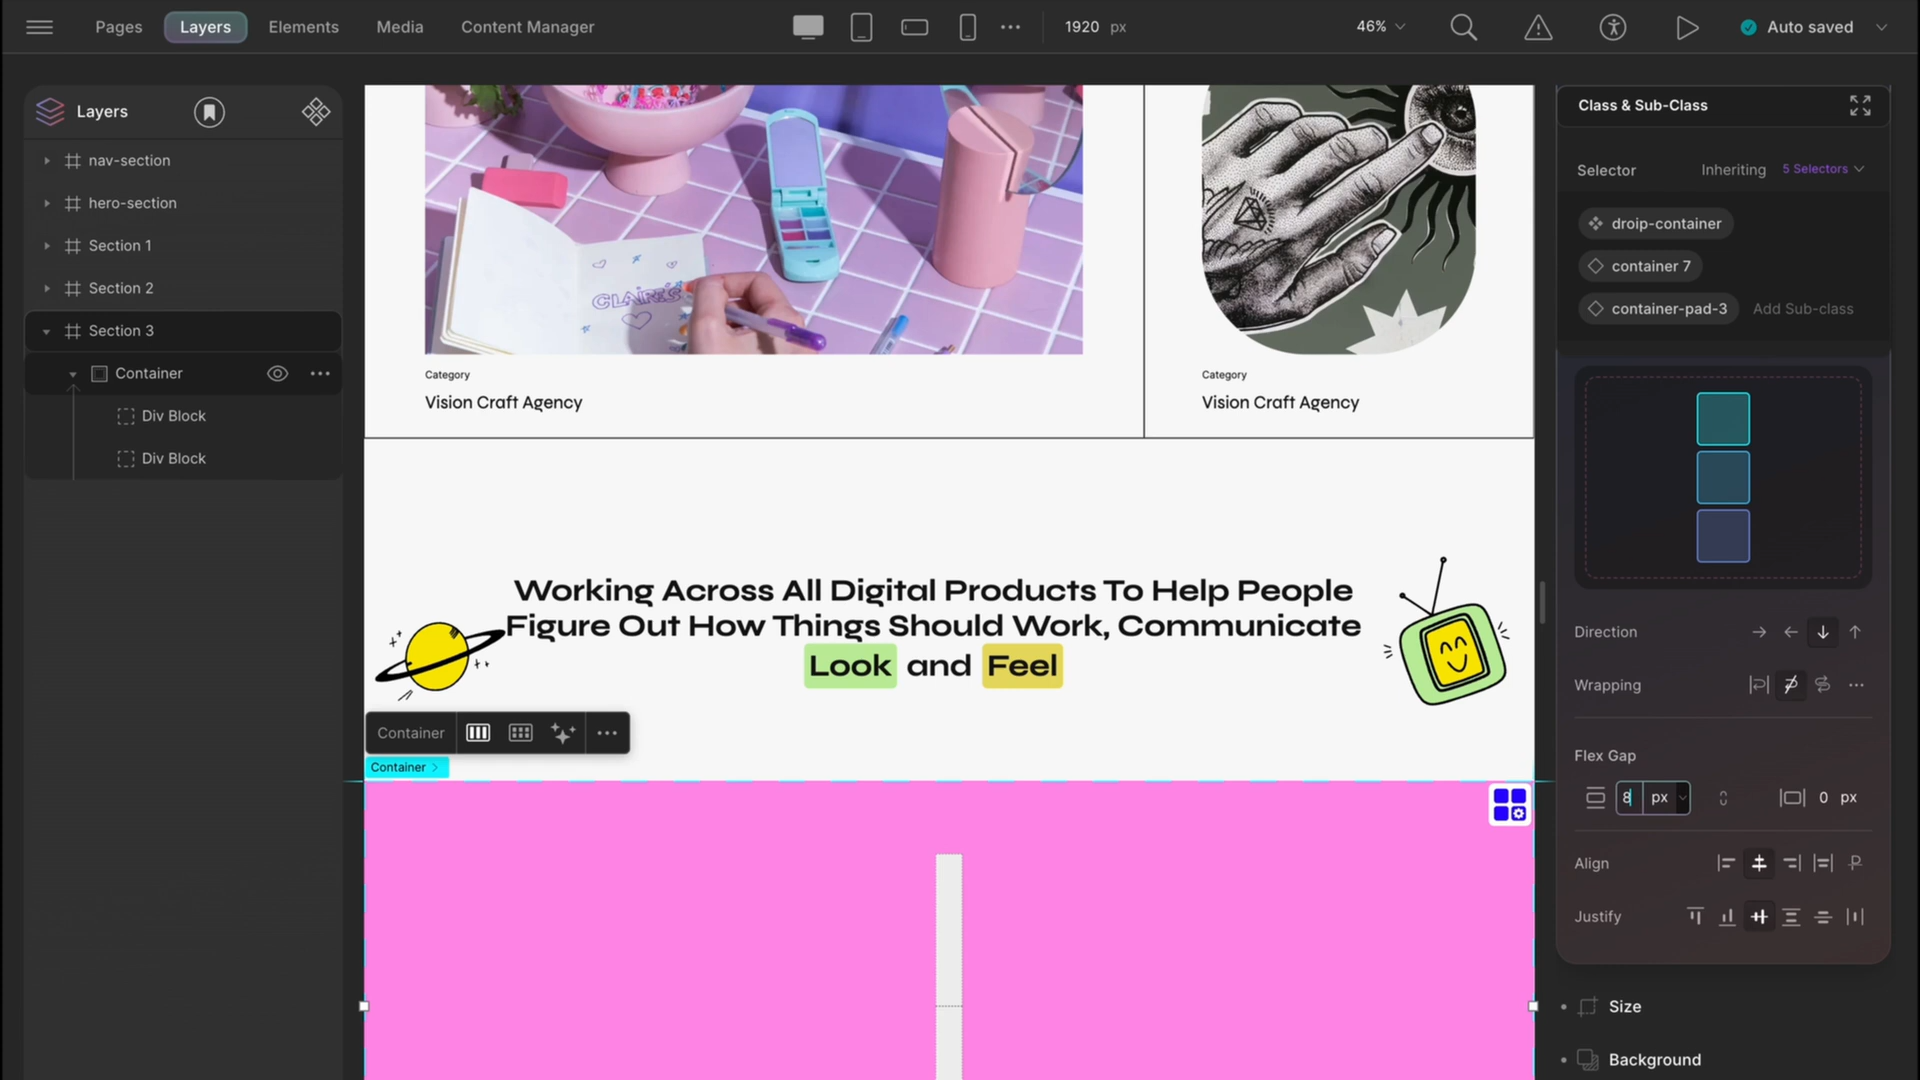 Pages
Layers
Elements
Media
Content Manager
1920 px
46%
Auto saved
Layers
nav-section
hero-section
Section 1
Section 2
Section 3
Container
Div Block
Div Block
CLAIRE'S
Category
Vision Craft Agency
Category
Vision Craft Agency
Working Across All Digital Products To Help People
Figure Out How Things Should Work, Communicate
Look and Feel
Container
Container
Class & Sub-Class
Selector
Inheriting
5 Selectors
droip-container
container 7
container-pad-3
Add Sub-class
Direction
Wrapping
Flex Gap
8 px
0 px
Align
Justify
Size
Background